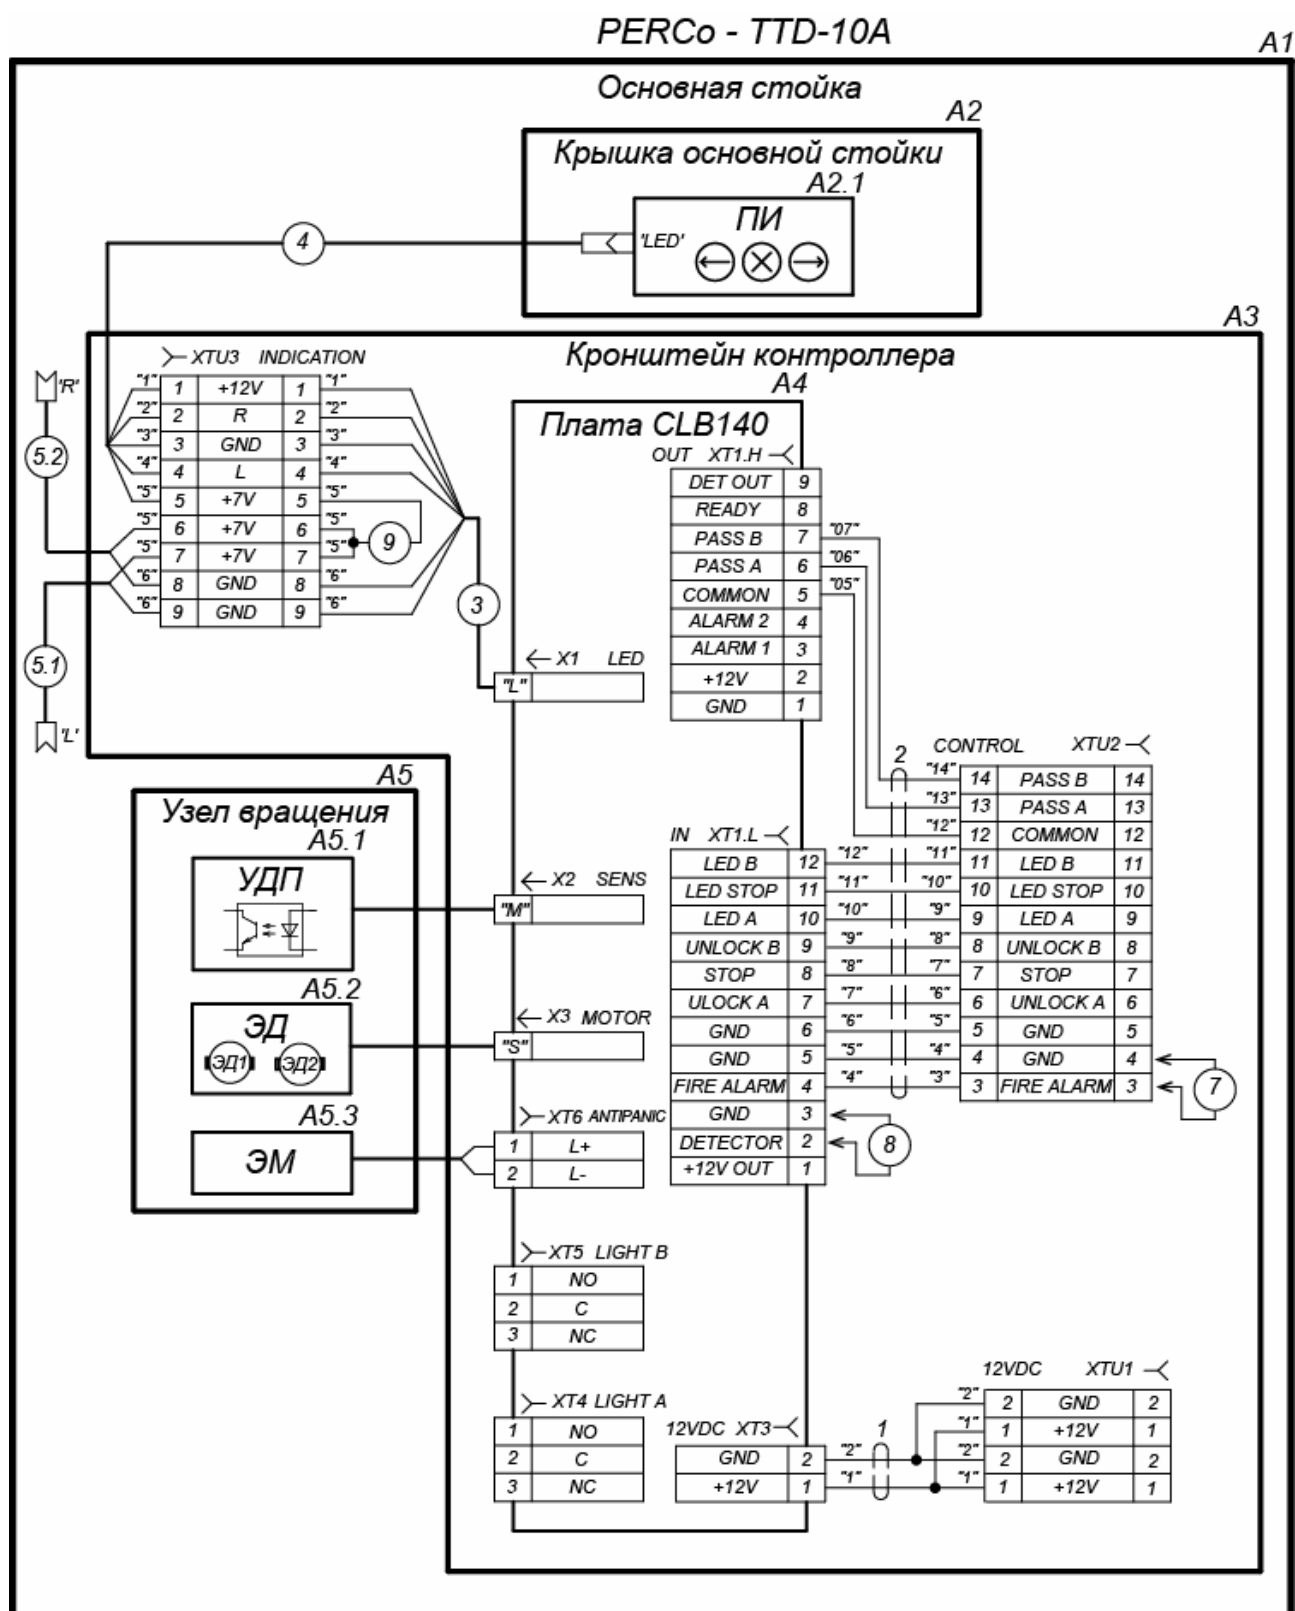 PERCo - TTD-10A
A1
Основная стойка
A2
Крышка основной стойки
A2.1
ПИ
'LED'
4
A3
Кронштейн контроллера
XTU3 INDICATION
"1" 1 +12V 1 "1"
"2" 2 R 2 "2"
"3" 3 GND 3 "3"
"4" 4 L 4 "4"
"5" 5 +7V 5 "5"
"5" 6 +7V 6 "5"
"5" 7 +7V 7 "5"
"6" 8 GND 8 "6"
"6" 9 GND 9 "6"
'R'
5.2
5.1
'L'
9
3
A4
Плата CLB140
OUT XT1.H
DET OUT 9
READY 8
PASS B 7 "07"
PASS A 6 "06"
COMMON 5 "05"
ALARM 2 4
ALARM 1 3
+12V 2
GND 1
X1 LED
"L"
2
CONTROL XTU2
"14" 14 PASS B 14
"13" 13 PASS A 13
"12" 12 COMMON 12
"11" 11 LED B 11
"10" 10 LED STOP 10
"9" 9 LED A 9
"8" 8 UNLOCK B 8
"7" 7 STOP 7
"6" 6 UNLOCK A 6
"5" 5 GND 5
"4" 4 GND 4
"3" 3 FIRE ALARM 3
7
IN XT1.L
LED B 12 "12"
LED STOP 11 "11"
LED A 10 "10"
UNLOCK B 9 "9"
STOP 8 "8"
ULOCK A 7 "7"
GND 6 "6"
GND 5 "5"
FIRE ALARM 4 "4"
GND 3
DETECTOR 2
+12V OUT 1
8
A5
Узел вращения
A5.1
УДП
X2 SENS
"M"
A5.2
ЭД
ЭД1 ЭД2
X3 MOTOR
"S"
A5.3
ЭМ
XT6 ANTIPANIC
1 L+
2 L-
XT5 LIGHT B
1 NO
2 C
3 NC
XT4 LIGHT A
1 NO
2 C
3 NC
12VDC XT3
GND 2 "2"
+12V 1 "1"
1
12VDC XTU1
"2" 2 GND 2
"1" 1 +12V 1
"2" 2 GND 2
"1" 1 +12V 1